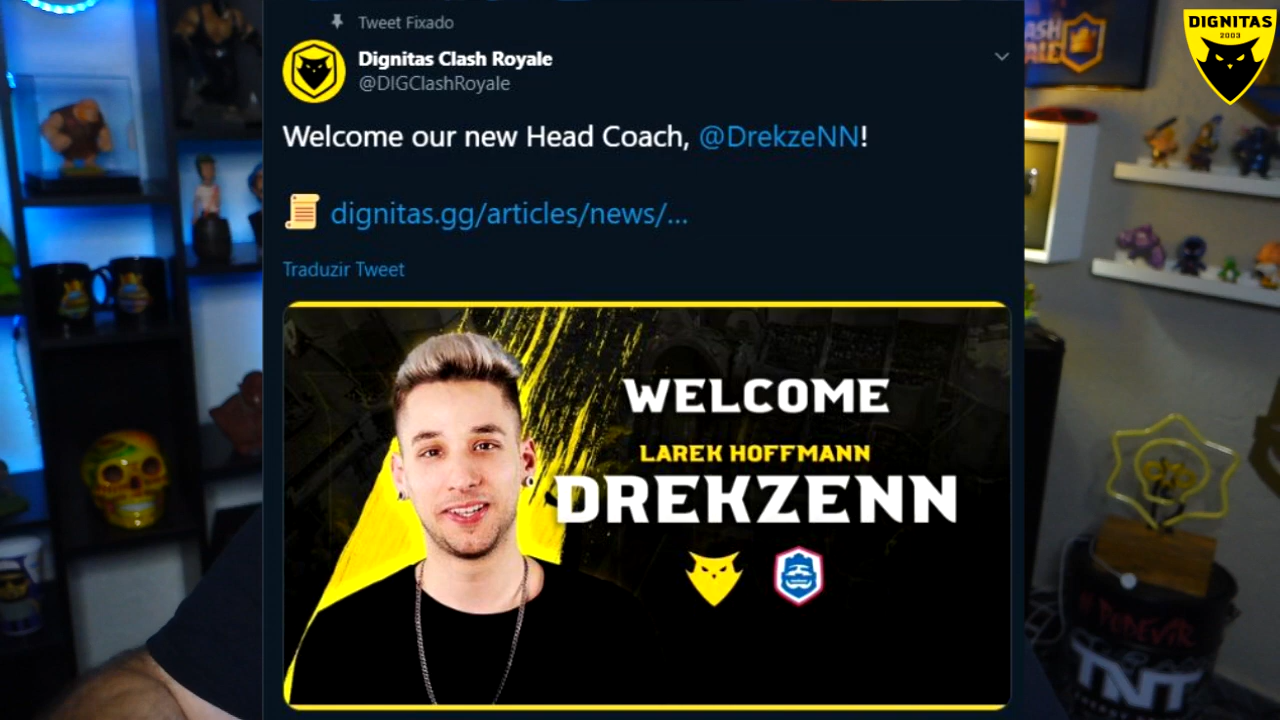 Tweet Fixado
Dignitas Clash Royale
@DIGClashRoyale
Welcome our new Head Coach, @DrekzeNN!
dignitas.gg/articles/news/...
Traduzir Tweet
WELCOME
LAREK HOFFMANN
DREKZENN
DIGNITAS
2003
TNT